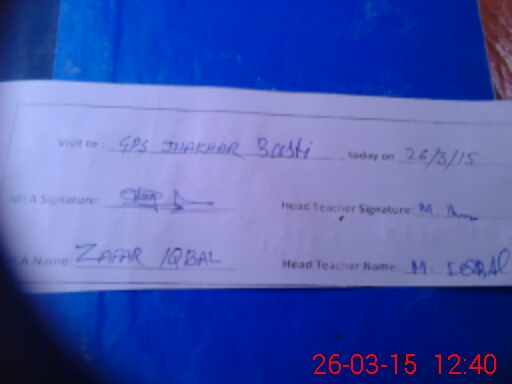 Visit to: GPS JHAKHAR Basti today on 26/3/15
MEA Signature: Head Teacher Signature: M.
A Name: ZAFAR IQBAL Head Teacher Name: M. IQBAL
26-03-15 12:40